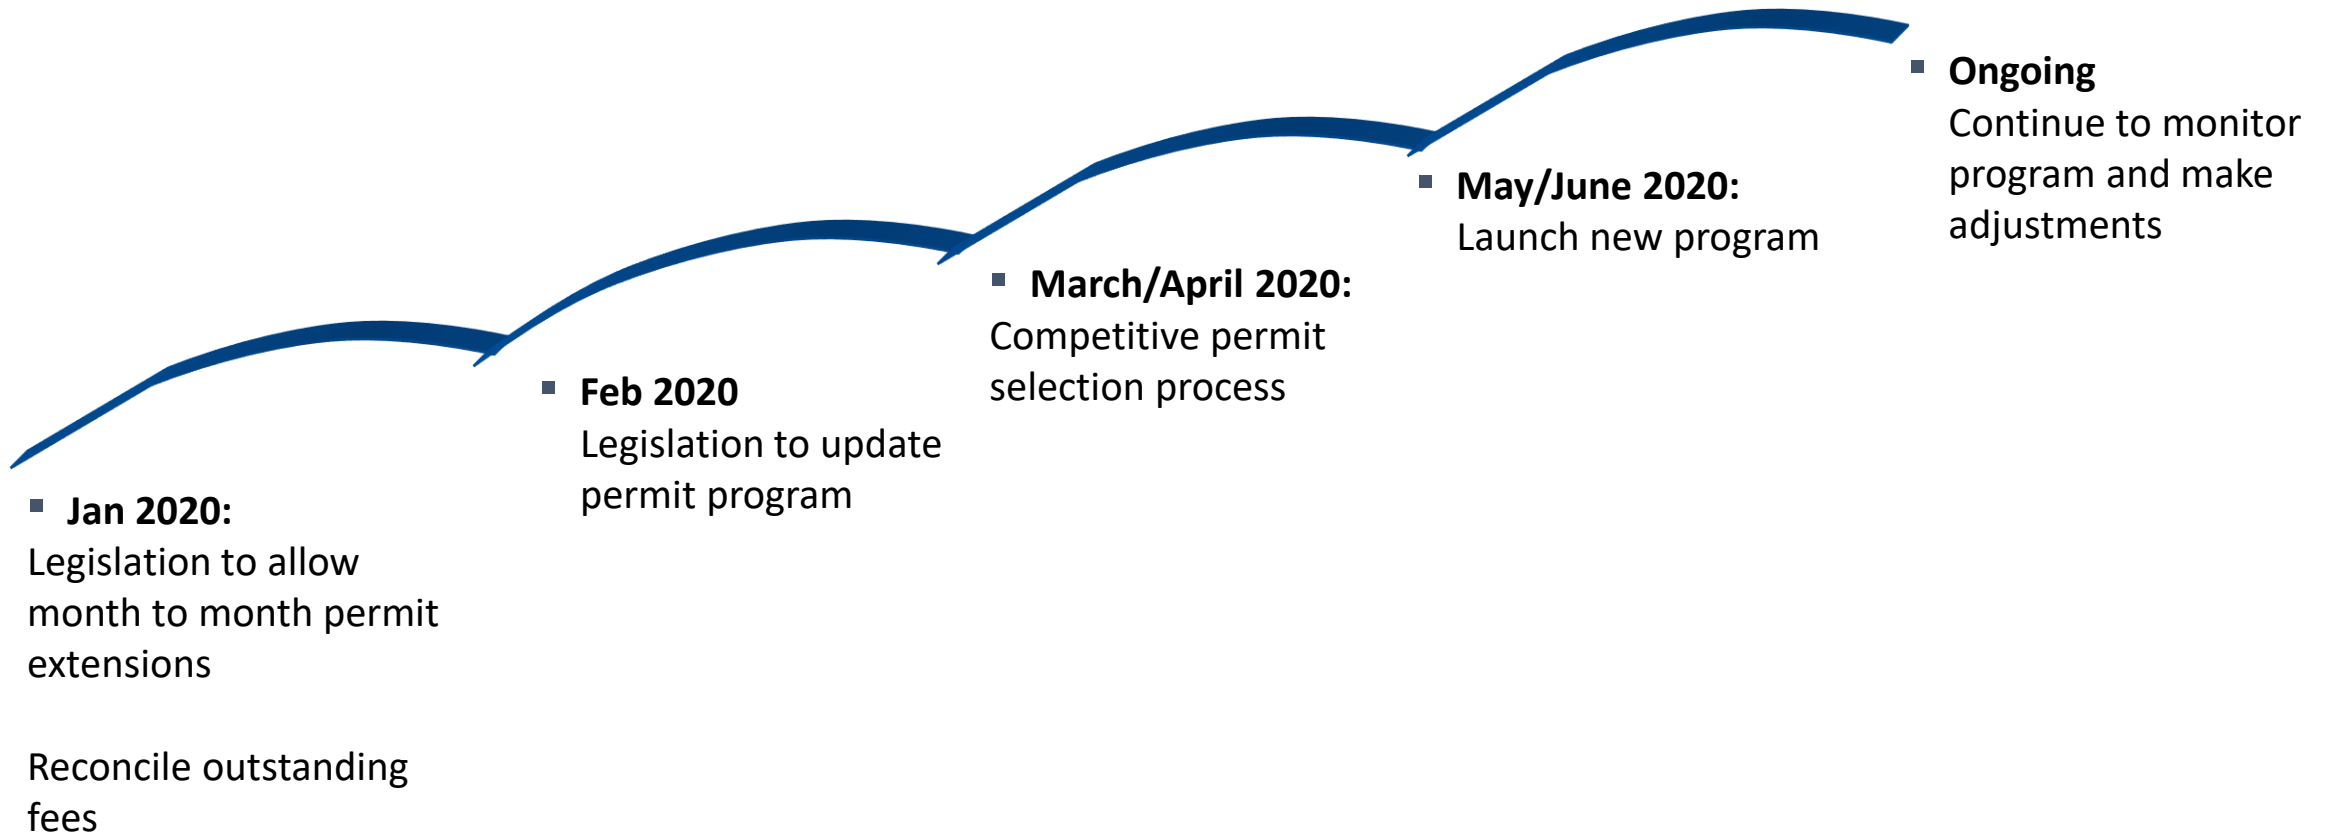 ▪ Jan 2020:
Legislation to allow
month to month permit
extensions
Reconcile outstanding
fees
▪ Feb 2020
Legislation to update
permit program
▪ March/April 2020:
Competitive permit
selection process
▪ May/June 2020:
Launch new program
▪ Ongoing
Continue to monitor
program and make
adjustments